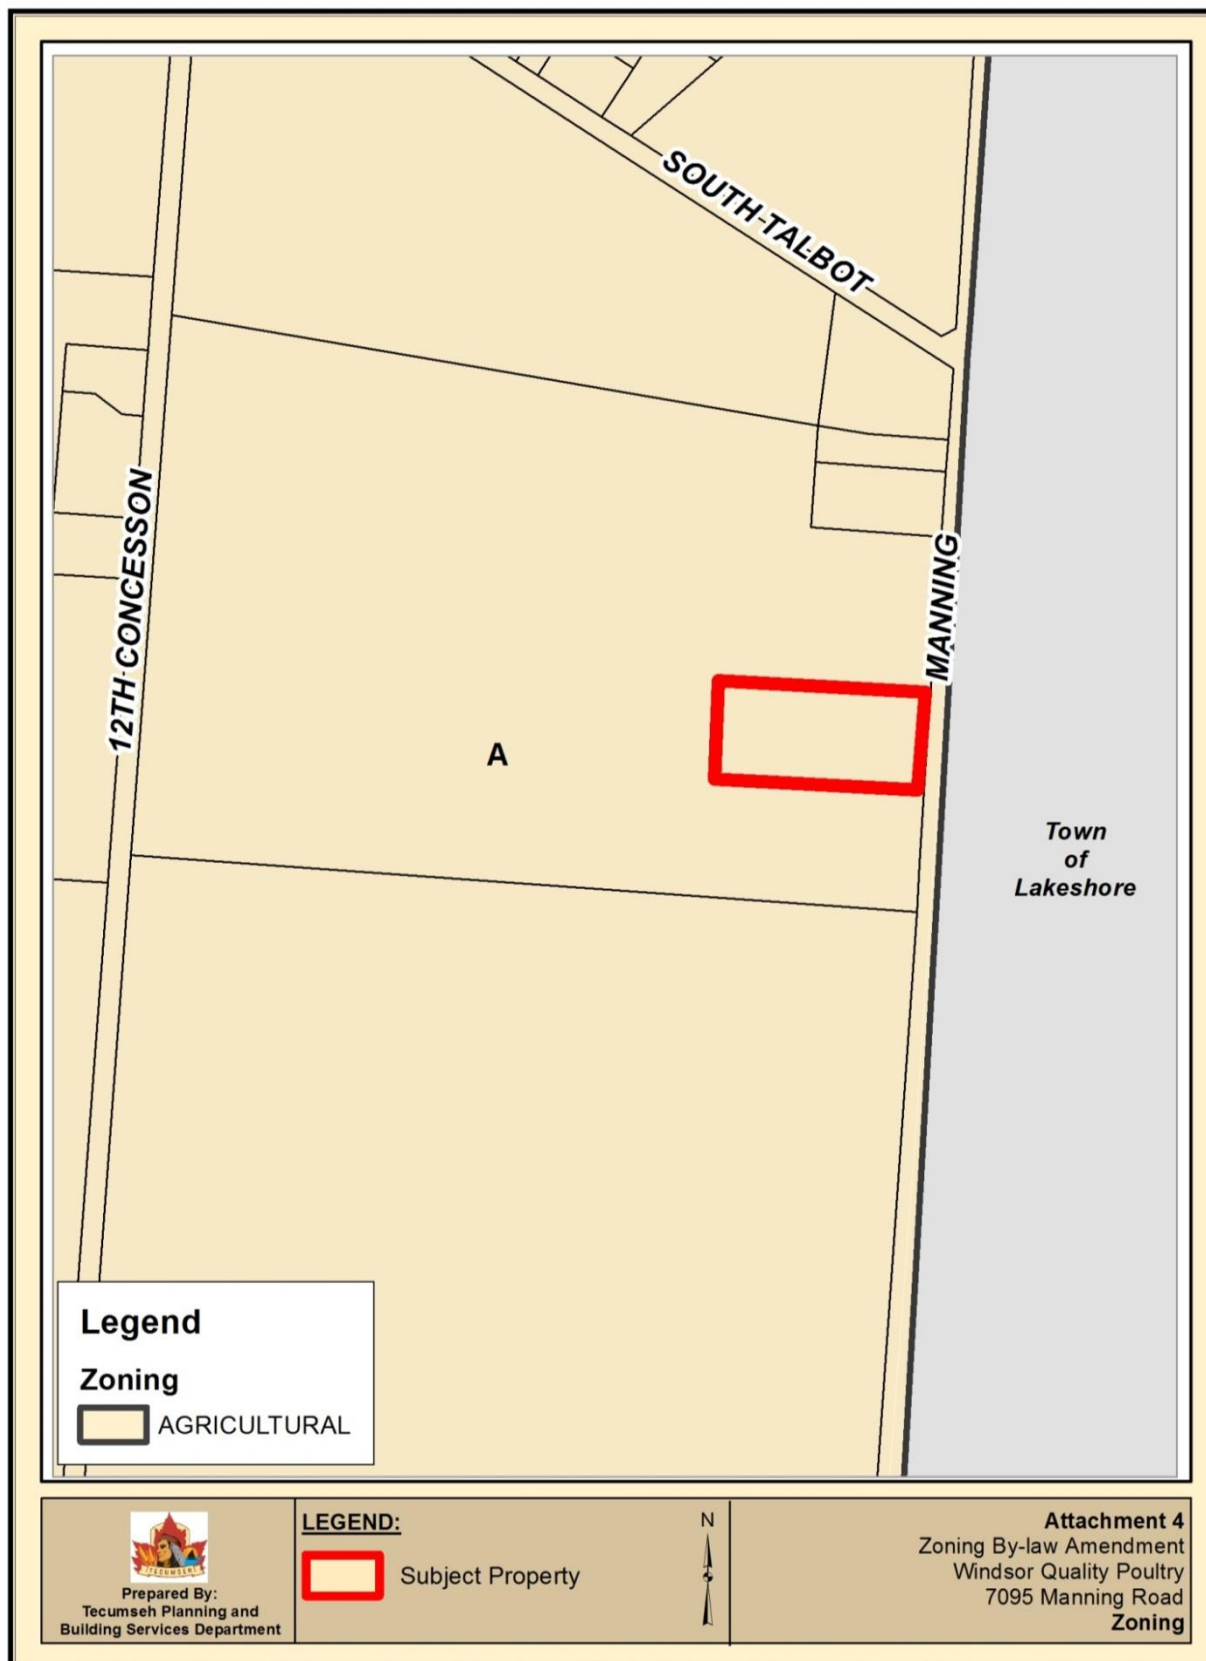 SOUTH TALBOT
12TH CONCESSON
MANNING
A
Town
of
Lakeshore
Legend
Zoning
AGRICULTURAL
TECUMSEH
Prepared By:
Tecumseh Planning and
Building Services Department
LEGEND:
Subject Property
N
Attachment 4
Zoning By-law Amendment
Windsor Quality Poultry
7095 Manning Road
Zoning